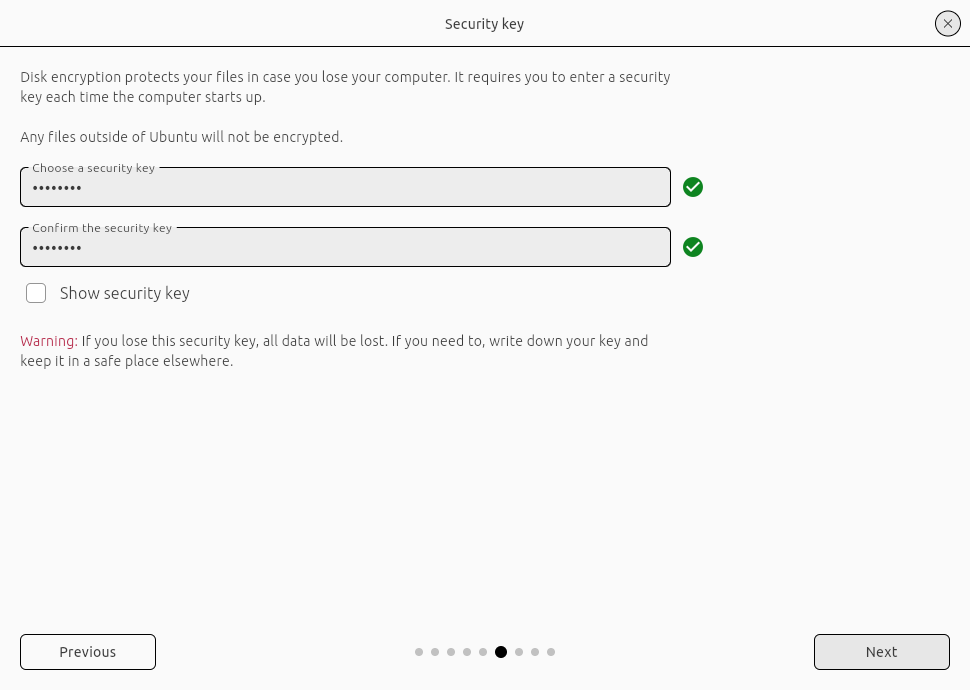 Security key
Disk encryption protects your files in case you lose your computer. It requires you to enter a security
key each time the computer starts up.
Any files outside of Ubuntu will not be encrypted.
Choose a security key
••••••••
Confirm the security key
••••••••
Show security key
Warning: If you lose this security key, all data will be lost. If you need to, write down your key and
keep it in a safe place elsewhere.
Previous
Next